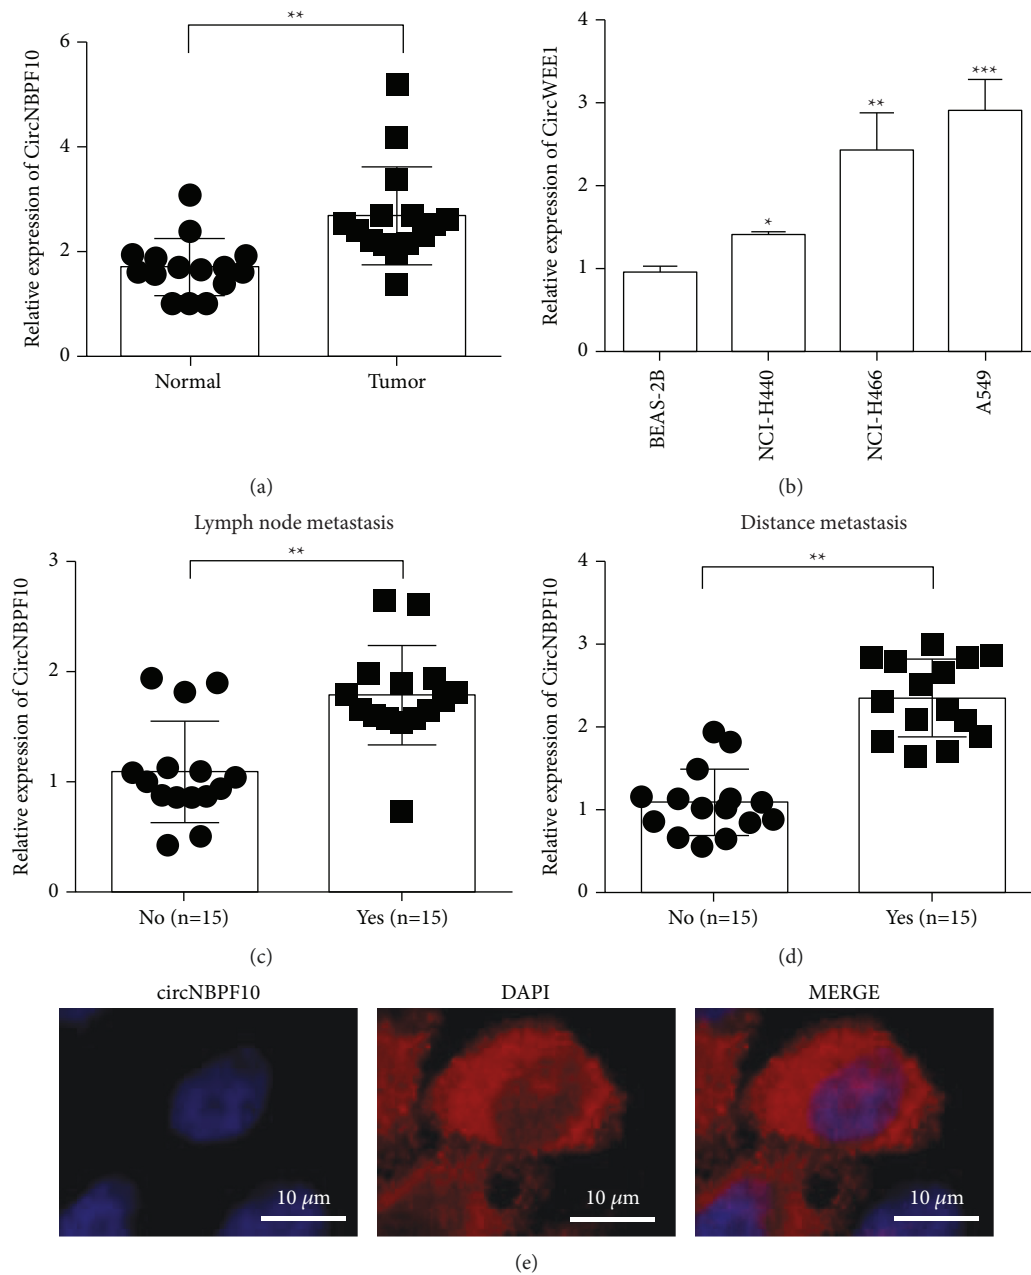 **
Relative expression of CircNBPF10
6
4
2
0
Normal
Tumor
(a)
Relative expression of CircWEE1
4
3
2
1
0
*
**
***
BEAS-2B
NCI-H440
NCI-H466
A549
(b)
Lymph node metastasis
**
Relative expression of CircNBPF10
3
2
1
0
No (n=15)
Yes (n=15)
(c)
Distance metastasis
**
Relative expression of CircNBPF10
4
3
2
1
0
No (n=15)
Yes (n=15)
(d)
circNBPF10
DAPI
MERGE
10 μm
10 μm
10 μm
(e)